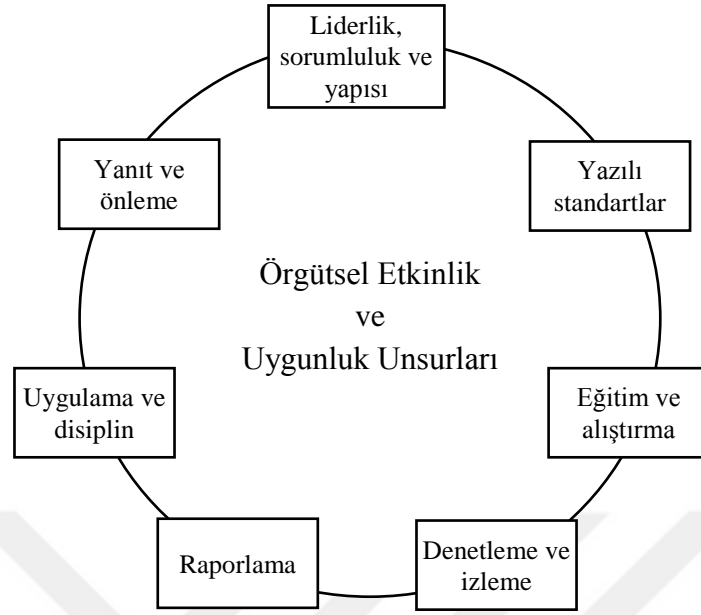 Liderlik,
sorumluluk ve
yapısı
Yazılı
standartlar
Eğitim ve
alıştırma
Denetleme ve
izleme
Raporlama
Uygulama ve
disiplin
Yanıt ve
önleme
Örgütsel Etkinlik
ve
Uygunluk Unsurları